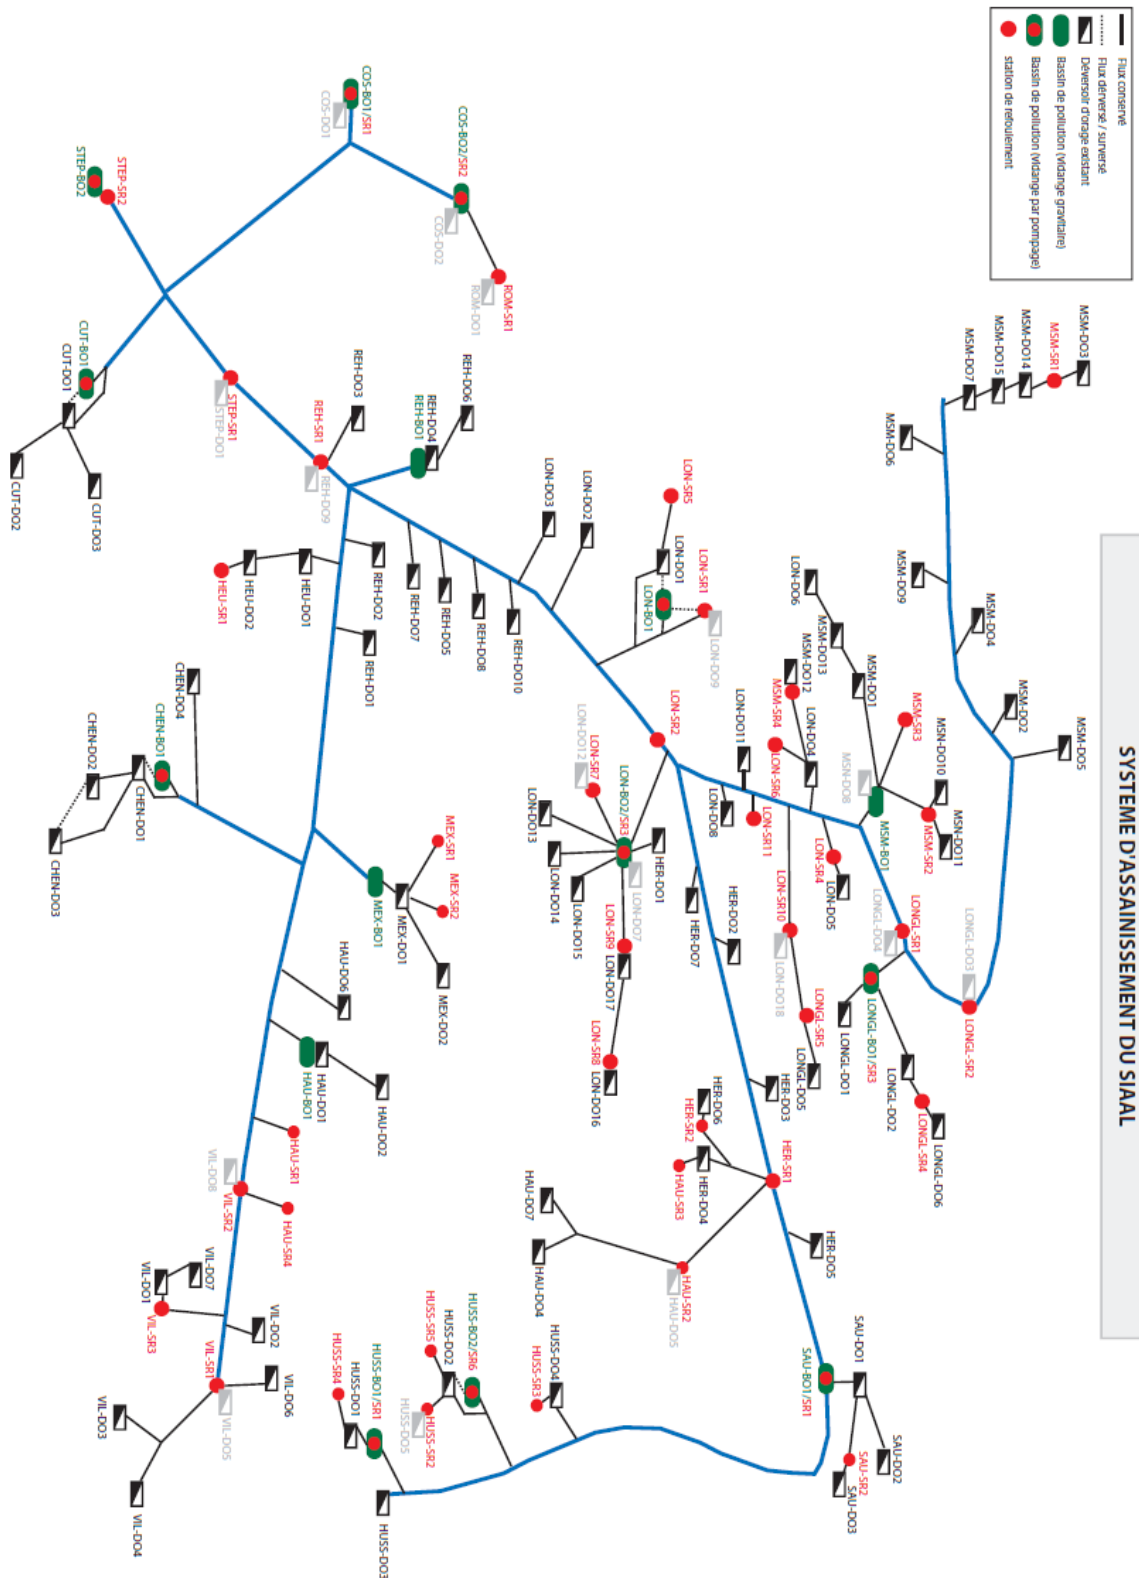 SYSTEME D'ASSAINISSEMENT DU SIAAL
Flux conservé
Flux déversé / surversé
Déversoir d'orage existant
Bassin de pollution (vidange gravitaire)
Bassin de pollution (vidange par pompage)
station de refoulement
MSM-DO3
MSM-SR1
MSM-DO14
MSM-DO15
MSM-DO7
MSM-DO6
MSM-DO9
MSM-DO4
MSM-DO2
MSM-DO5
LON-DO6
MSM-DO13
MSM-DO1
MSM-DO12
MSM-SR4
LON-DO4
LON-SR6
MSM-SR3
MSN-DO10
MSN-DO8
MSM-BO1
MSM-SR2
MSN-DO11
LON-SR4
LON-DO5
LONGL-SR1
LONGL-DO4
LONGL-DO3
LONGL-SR2
LONGL-BO1/SR3
LONGL-DO1
LONGL-DO2
LONGL-SR4
LONGL-DO6
LON-SR10
LON-DO18
LONGL-SR5
LONGL-DO5
LON-DO11
LON-SR11
LON-DO8
LON-SR2
LON-SR5
LON-DO1
LON-SR1
LON-BO1
LON-DO9
LON-DO2
LON-DO3
LON-DO12
LON-SR7
LON-BO2/SR3
LON-DO7
HER-DO1
LON-DO13
LON-DO14
LON-DO15
LON-SR9
LON-DO17
LON-SR8
LON-DO16
HER-DO7
HER-DO2
HER-DO3
HER-DO6
HER-SR2
HER-DO4
HAU-SR3
HER-SR1
HER-DO5
HAU-DO7
HAU-DO4
HAU-SR2
HAU-DO5
SAU-BO1/SR1
SAU-DO1
SAU-DO2
SAU-SR2
SAU-DO3
HUSS-DO4
HUSS-SR3
HUSS-BO2/SR6
HUSS-DO2
HUSS-SR5
HUSS-SR2
HUSS-DO5
HUSS-BO1/SR1
HUSS-DO1
HUSS-SR4
HUSS-DO3
COS-BO1/SR1
COS-DO1
COS-BO2/SR2
COS-DO2
ROM-SR1
ROM-DO1
STEP-SR2
STEP-BO2
CUT-BO1
CUT-DO1
CUT-DO2
CUT-DO3
STEP-SR1
STEP-DO1
REH-DO3
REH-SR1
REH-DO9
REH-DO6
REH-DO4
REH-BO1
REH-DO7
REH-DO5
REH-DO8
REH-DO10
REH-DO2
HEU-DO1
HEU-DO2
HEU-SR1
REH-DO1
CHEN-DO4
CHEN-BO1
CHEN-DO2
CHEN-DO1
CHEN-DO3
MEX-SR1
MEX-SR2
MEX-BO1
MEX-DO1
MEX-DO2
HAU-DO6
HAU-DO1
HAU-BO1
HAU-DO2
HAU-SR1
VIL-DO8
VIL-SR2
HAU-SR4
VIL-DO7
VIL-DO1
VIL-SR3
VIL-DO2
VIL-SR1
VIL-DO5
VIL-DO6
VIL-DO3
VIL-DO4